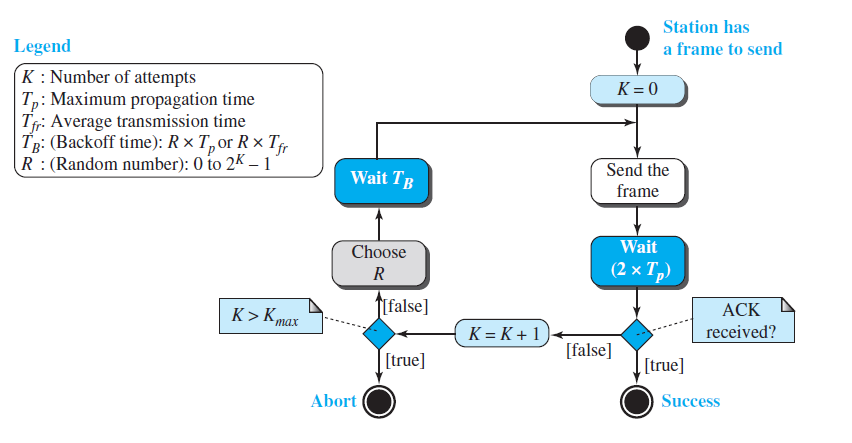 Legend
K : Number of attempts
Tp: Maximum propagation time
Tfr: Average transmission time
TB: (Backoff time): R × Tp or R × Tfr
R : (Random number): 0 to 2^K – 1
Station has
a frame to send
K = 0
Send the
frame
Wait
(2 × Tp)
ACK
received?
[true]
Success
[false]
K = K + 1
K > Kmax
[true]
Abort
[false]
Choose
R
Wait TB